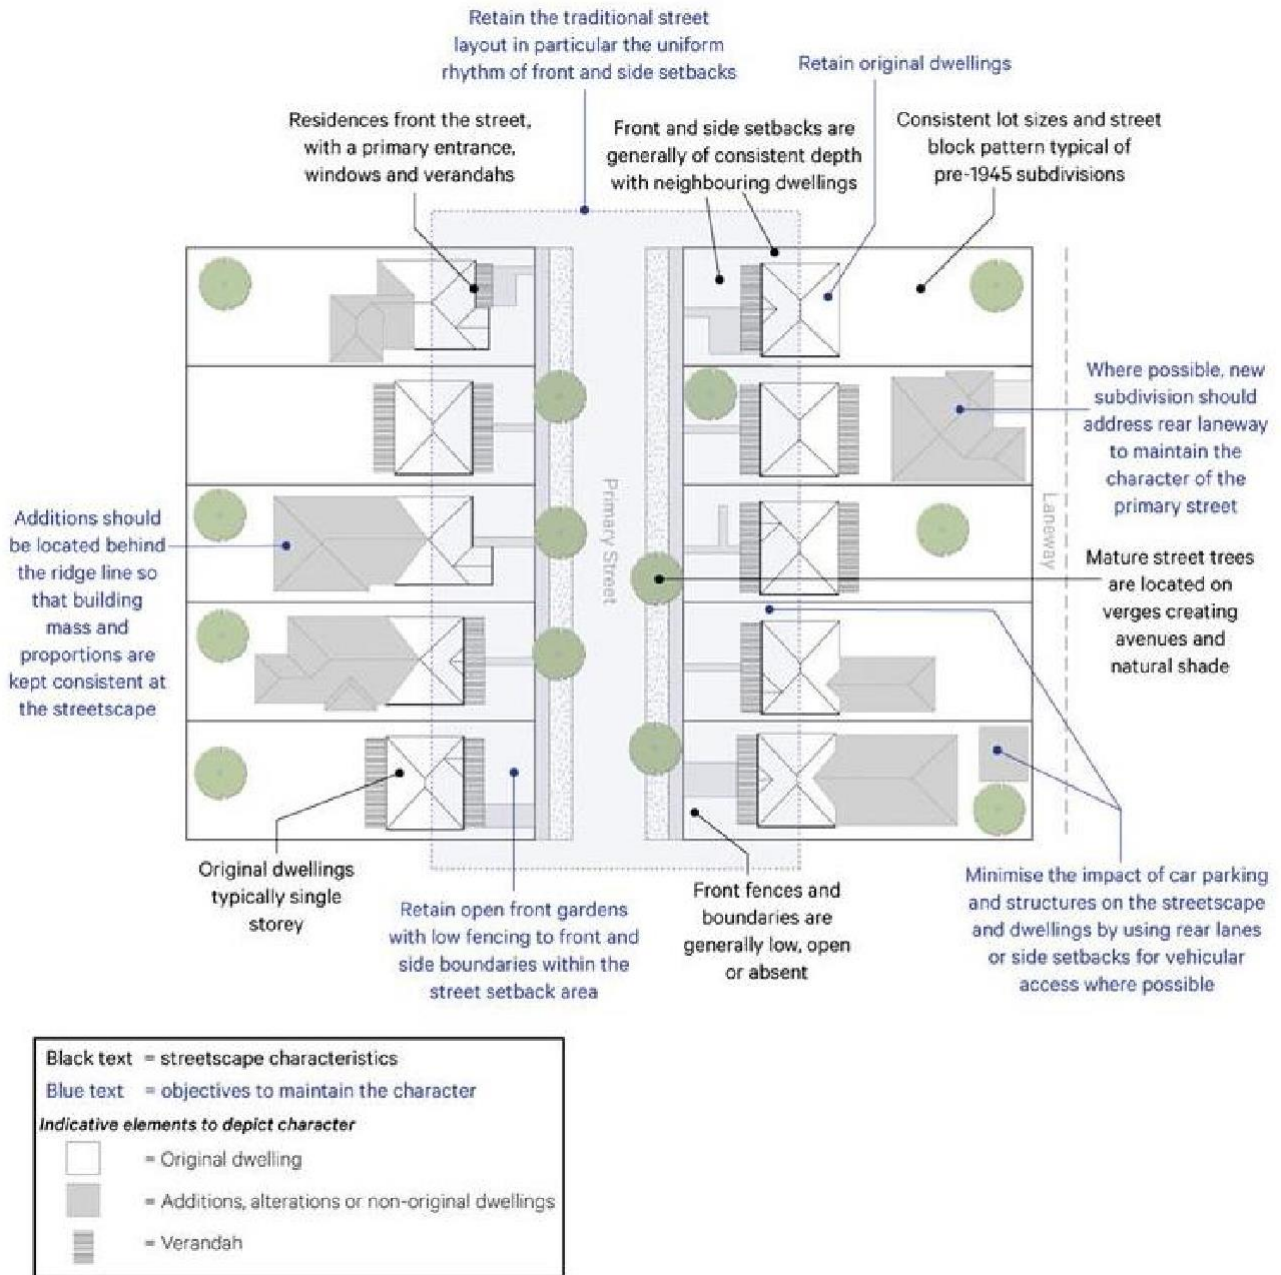 Retain the traditional street
layout in particular the uniform
rhythm of front and side setbacks
Retain original dwellings
Residences front the street,
with a primary entrance,
windows and verandahs
Front and side setbacks are
generally of consistent depth
with neighbouring dwellings
Consistent lot sizes and street
block pattern typical of
pre-1945 subdivisions
Where possible, new
subdivision should
address rear laneway
to maintain the
character of the
primary street
Primary Street
Laneway
Additions should
be located behind
the ridge line so
that building
mass and
proportions are
kept consistent at
the streetscape
Mature street trees
are located on
verges creating
avenues and
natural shade
Original dwellings
typically single
storey
Retain open front gardens
with low fencing to front and
side boundaries within the
street setback area
Front fences and
boundaries are
generally low, open
or absent
Minimise the impact of car parking
and structures on the streetscape
and dwellings by using rear lanes
or side setbacks for vehicular
access where possible
Black text = streetscape characteristics
Blue text = objectives to maintain the character
Indicative elements to depict character
= Original dwelling
= Additions, alterations or non-original dwellings
= Verandah